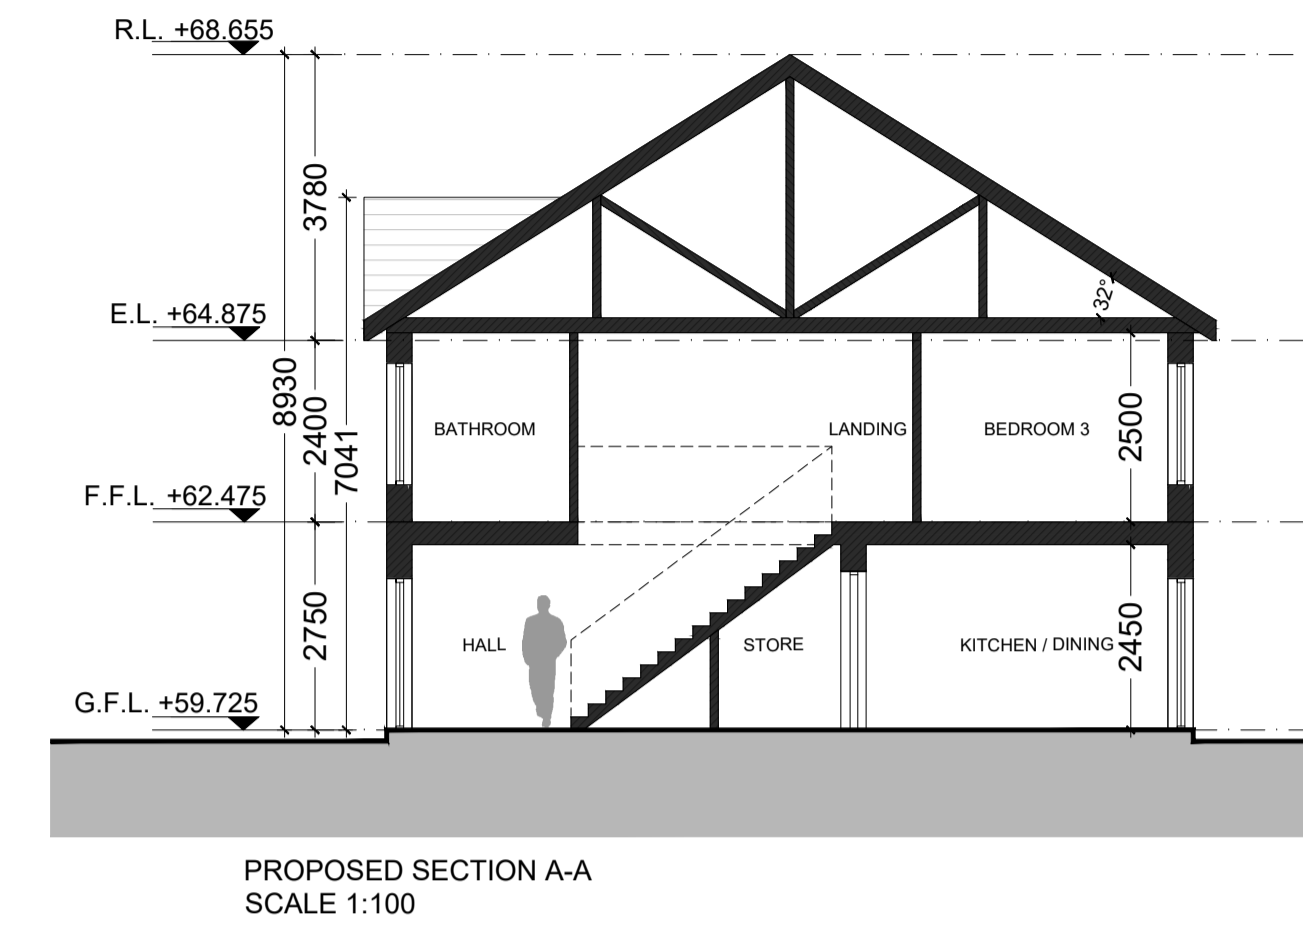 R.L. +68.655
3780
E.L. +64.875
32°
8930
2400
7041
BATHROOM
LANDING
BEDROOM 3
2500
F.F.L. +62.475
2750
HALL
STORE
KITCHEN / DINING
2450
G.F.L. +59.725
PROPOSED SECTION A-A
SCALE 1:100